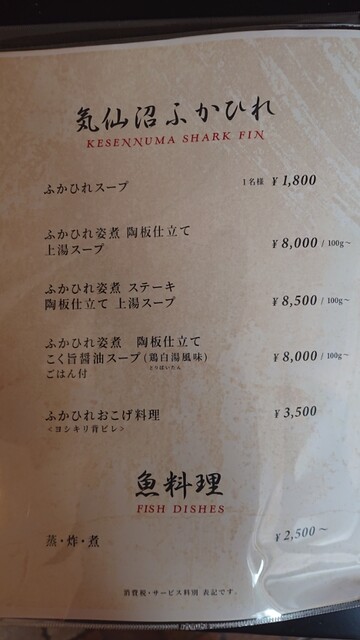 気仙沼ふかひれ
KESENNUMA SHARK FIN
ふかひれスープ 1名様 ¥ 1,800
ふかひれ姿煮 陶板仕立て
上湯スープ ¥ 8,000 / 100g~
ふかひれ姿煮 ステーキ
陶板仕立て 上湯スープ ¥ 8,500 / 100g~
ふかひれ姿煮 陶板仕立て
こく旨醤油スープ(鶏白湯風味) ¥ 8,000 / 100g~
とりぱいたん
ごはん付
ふかひれおこげ料理 ¥ 3,500
<ヨシキリ背ビレ>
魚料理
FISH DISHES
蒸・炸・煮 ¥ 2,500 ~
消費税・サービス料別 表記です。